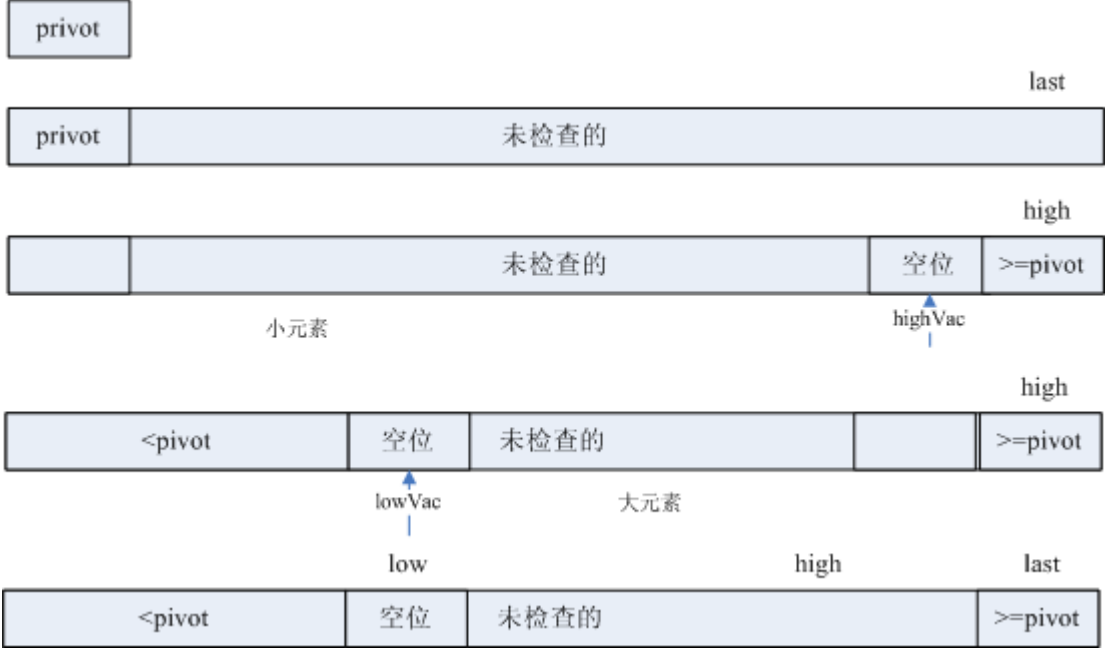 privot
last
privot 未检查的
high
未检查的 空位 >=pivot
highVac
小元素
high
<pivot 空位 未检查的 >=pivot
lowVac 大元素
low high last
<pivot 空位 未检查的 >=pivot